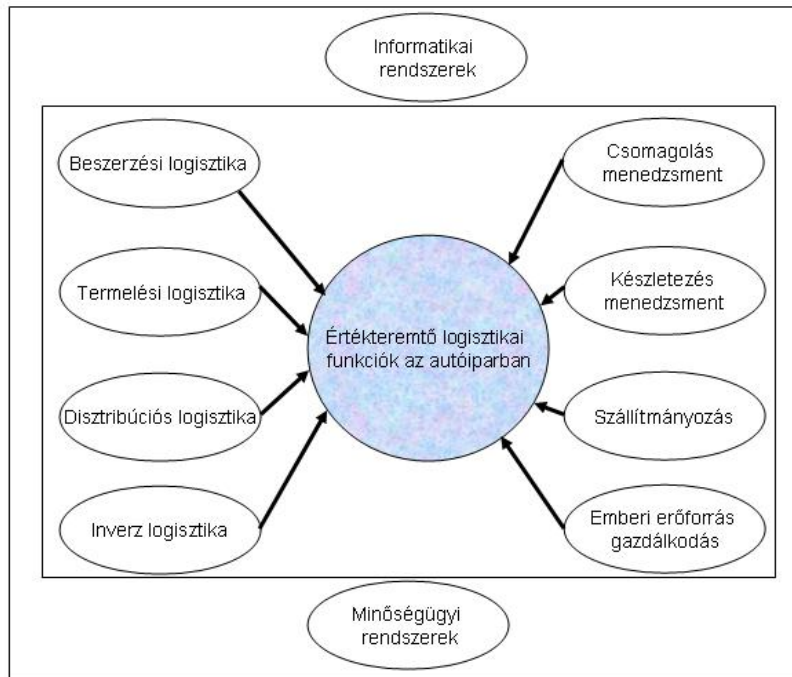 Informatikai
rendszerek
Beszerzési logisztika
Csomagolás
menedzsment
Termelési logisztika
Készletezés
menedzsment
Értékteremtő logisztikai
funkciók az autóiparban
Disztribúciós logisztika
Szállítmányozás
Inverz logisztika
Emberi erőforrás
gazdálkodás
Minőségügyi
rendszerek